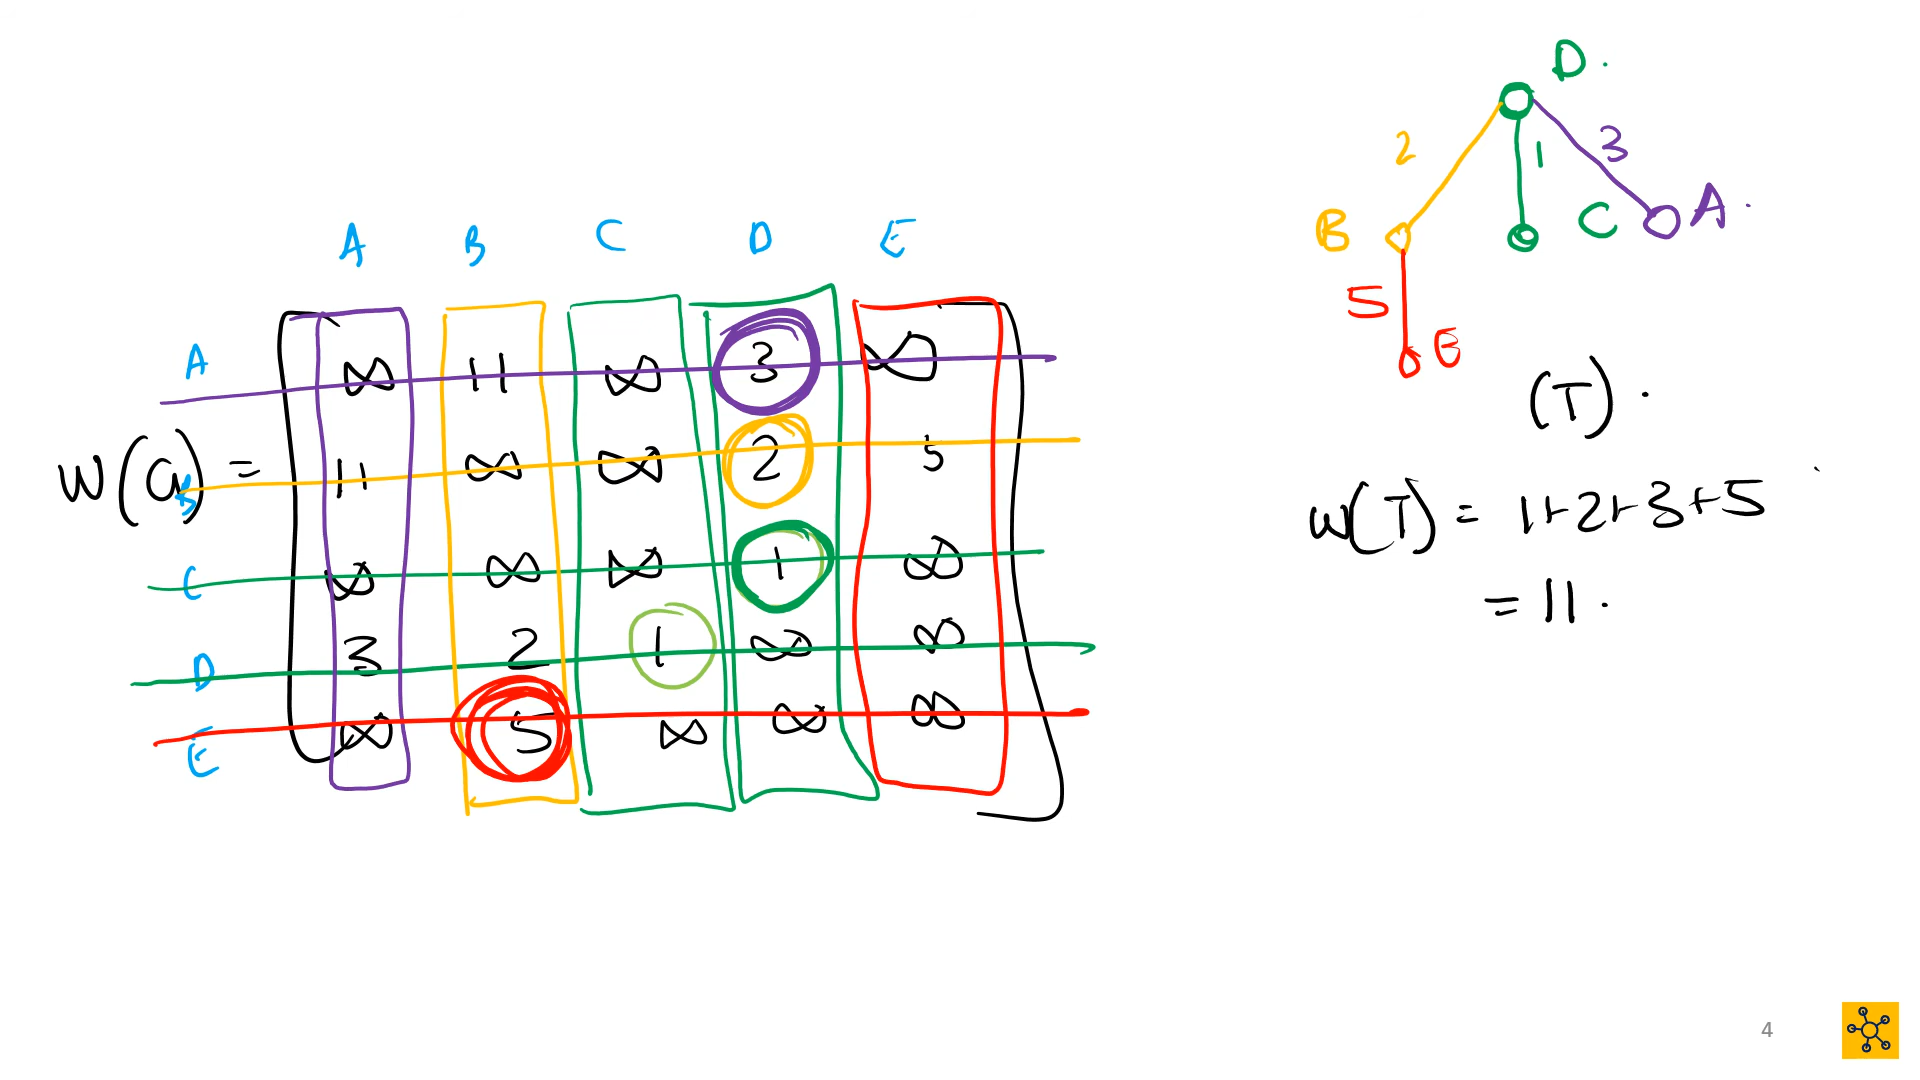 A B C D E
A ∞ 11 ∞ 3 ∞
W(G) = B 11 ∞ ∞ 2 5
C ∞ ∞ ∞ 1 ∞
D 3 2 1 ∞ ∞
E ∞ 5 ∞ ∞ ∞
D.
2 1 3
B C A.
5
E
(T).
w(T) = 1+2+3+5
= 11.
4